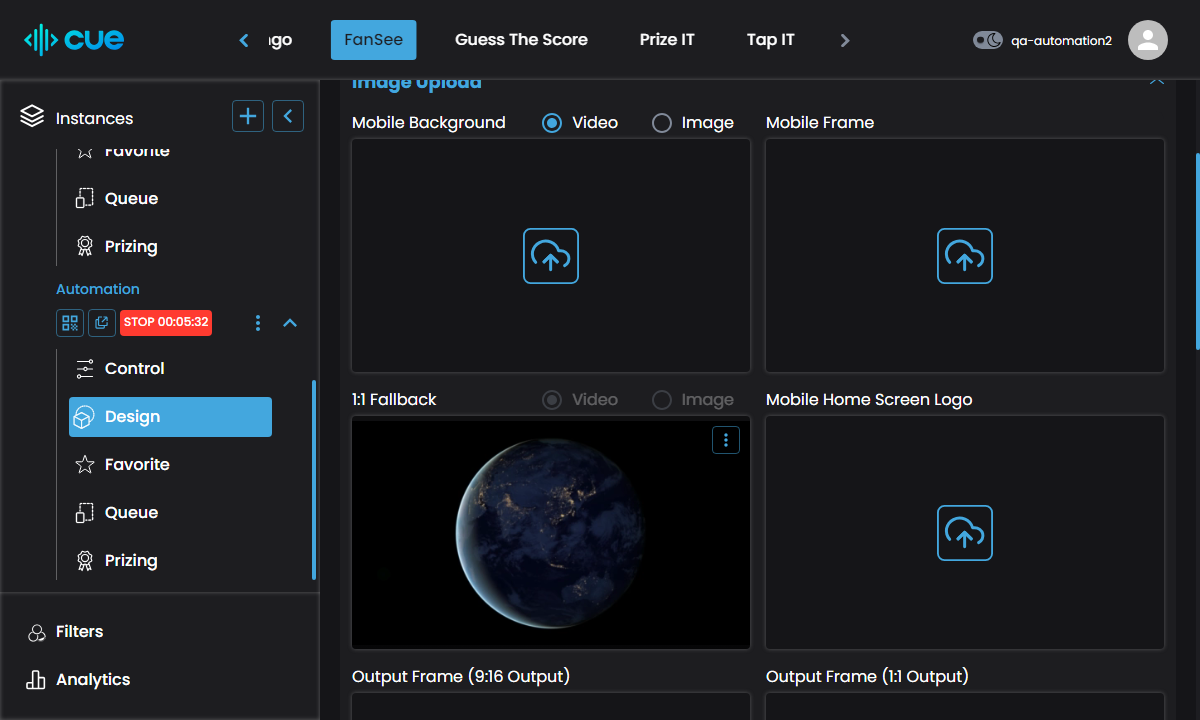 cue
ngo
FanSee
Guess The Score
Prize IT
Tap IT
qa-automation2
Instances
Favorite
Queue
Prizing
Automation
STOP 00:05:32
Control
Design
Favorite
Queue
Prizing
Filters
Analytics
Image Upload
Mobile Background
Video
Image
Mobile Frame
1:1 Fallback
Video
Image
Mobile Home Screen Logo
Output Frame (9:16 Output)
Output Frame (1:1 Output)